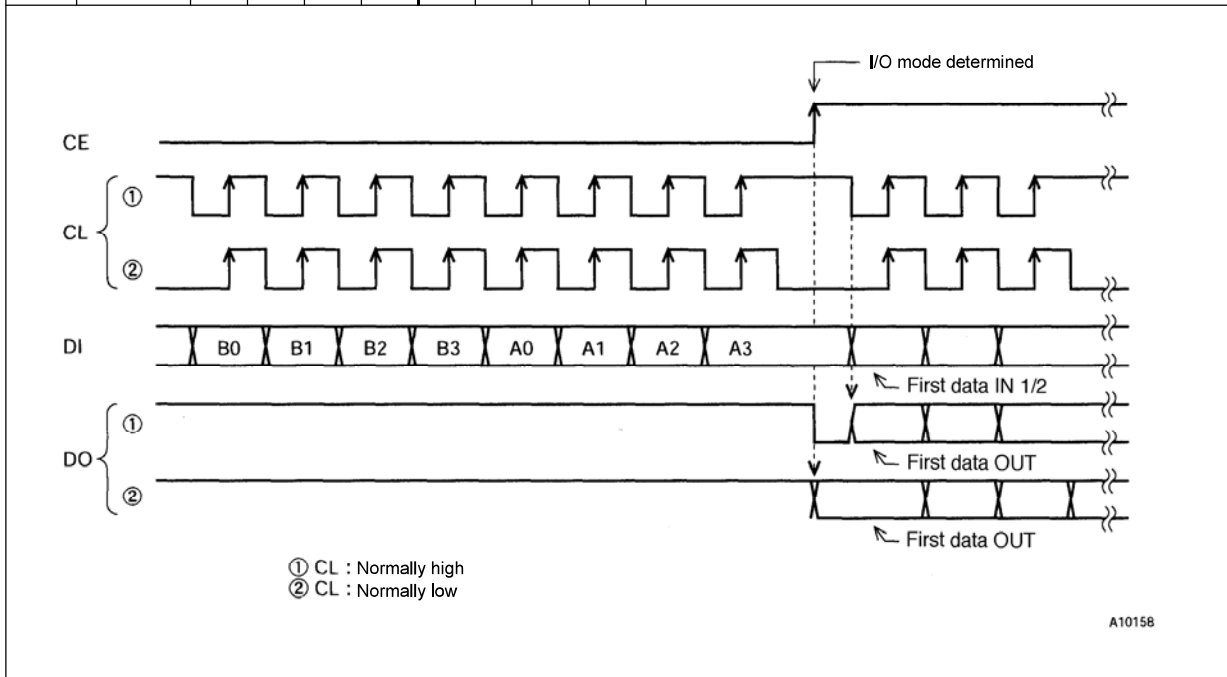 I/O mode determined
CE
①
CL
②
DI B0 B1 B2 B3 A0 A1 A2 A3
First data IN 1/2
①
DO
First data OUT
②
First data OUT
① CL : Normally high
② CL : Normally low
A10158